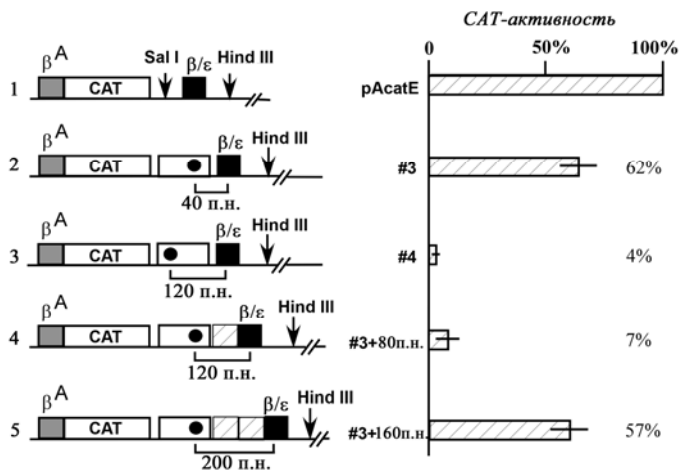 CAT-активность
0 50% 100%
β A Sal I β/ε Hind III
1 CAT
pAcatE
β A β/ε Hind III
2 CAT
40 п.н.
#3 62%
β A β/ε Hind III
3 CAT
120 п.н.
#4 4%
β A β/ε Hind III
4 CAT
120 п.н.
#3+80п.н. 7%
β A β/ε Hind III
5 CAT
200 п.н.
#3+160п.н. 57%